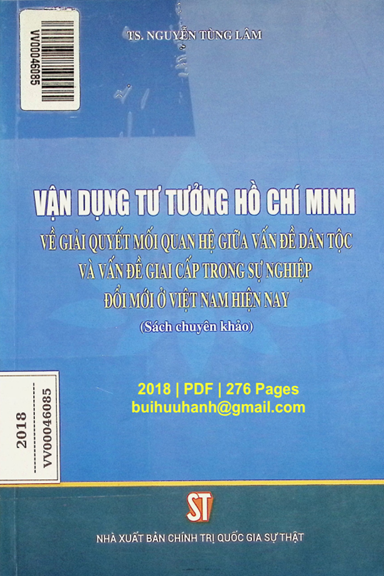 TS. NGUYỄN TÙNG LÂM
VV00046085
VẬN DỤNG TƯ TƯỞNG HỒ CHÍ MINH
VỀ GIẢI QUYẾT MỐI QUAN HỆ GIỮA VẤN ĐỀ DÂN TỘC
VÀ VẤN ĐỀ GIAI CẤP TRONG SỰ NGHIỆP
ĐỔI MỚI Ở VIỆT NAM HIỆN NAY
(Sách chuyên khảo)
2018 | PDF | 276 Pages
buihuuhanh@gmail.com
2018
VV00046085
ST
NHÀ XUẤT BẢN CHÍNH TRỊ QUỐC GIA SỰ THẬT